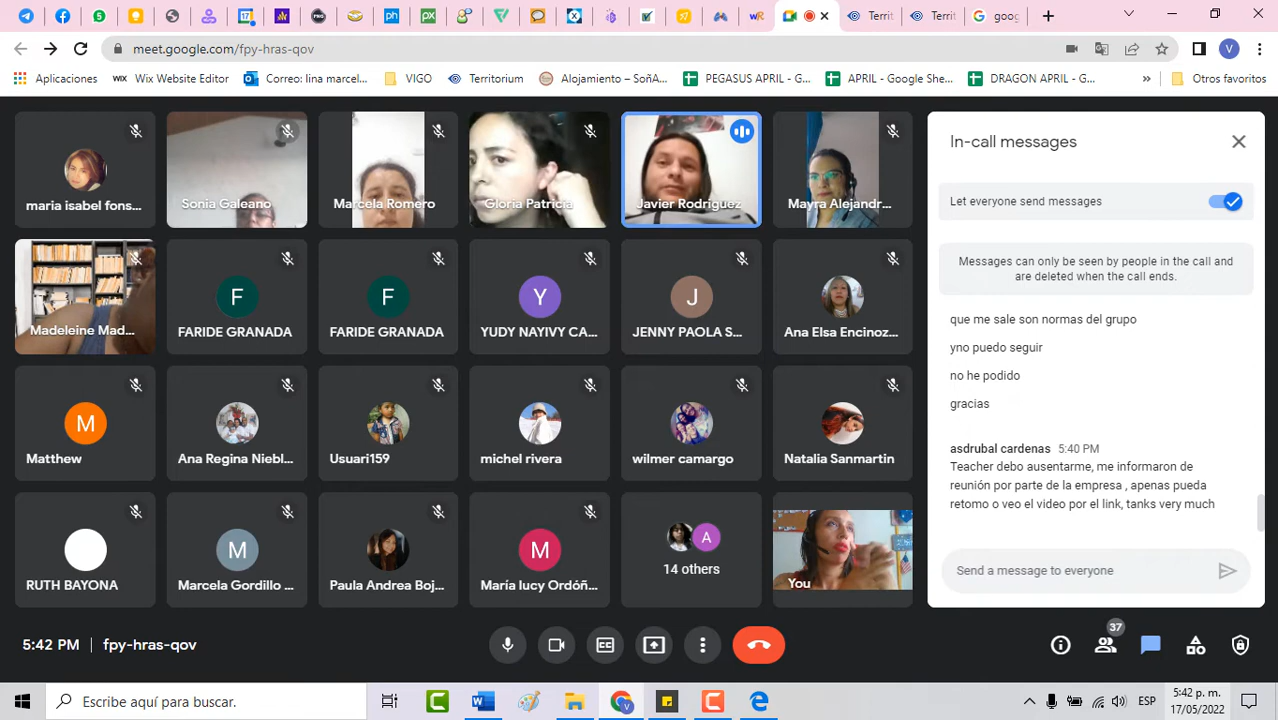 Territ
Territ
goog
meet.google.com/fpy-hras-qov
Aplicaciones
WiX Wix Website Editor
Correo: lina marcel...
VIGO
Territorium
Alojamiento – SoñA...
PEGASUS APRIL - G...
APRIL - Google She...
DRAGON APRIL - G...
»
Otros favoritos
maria isabel fons...
Sonia Galeano
Marcela Romero
Gloria Patricia
Javier Rodriguez
Mayra Alejandr...
Madeleine Mad...
F
FARIDE GRANADA
F
FARIDE GRANADA
Y
YUDY NAYIVY CA...
J
JENNY PAOLA S...
Ana Elsa Encinoz...
M
Matthew
Ana Regina Niebl...
Usuari159
michel rivera
wilmer camargo
Natalia Sanmartin
RUTH BAYONA
M
Marcela Gordillo ...
Paula Andrea Boj...
M
María lucy Ordóñ...
A
14 others
You
In-call messages
Let everyone send messages
Messages can only be seen by people in the call and
are deleted when the call ends.
que me sale son normas del grupo
yno puedo seguir
no he podido
gracias
asdrubal cardenas 5:40 PM
Teacher debo ausentarme, me informaron de
reunión por parte de la empresa , apenas pueda
retomo o veo el video por el link, tanks very much
Send a message to everyone
5:42 PM | fpy-hras-qov
37
Escribe aquí para buscar.
ESP
5:42 p. m.
17/05/2022